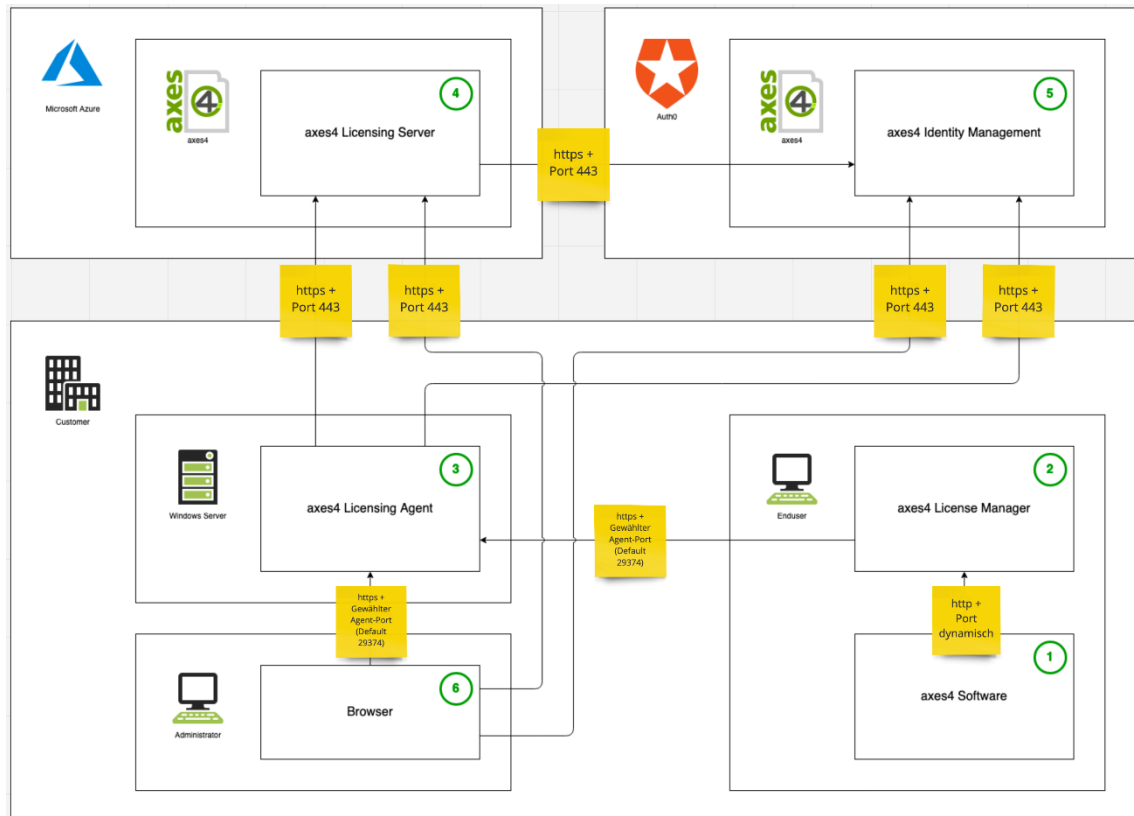 Microsoft Azure
axes4
axes4
4
axes4 Licensing Server
https +
Port 443
Auth0
axes4
axes4
5
axes4 Identity Management
https +
Port 443
https +
Port 443
https +
Port 443
https +
Port 443
Customer
Windows Server
3
axes4 Licensing Agent
https +
Gewählter
Agent-Port
(Default
29374)
Enduser
2
axes4 License Manager
https +
Gewählter
Agent-Port
(Default
29374)
http +
Port
dynamisch
Administrator
6
Browser
1
axes4 Software